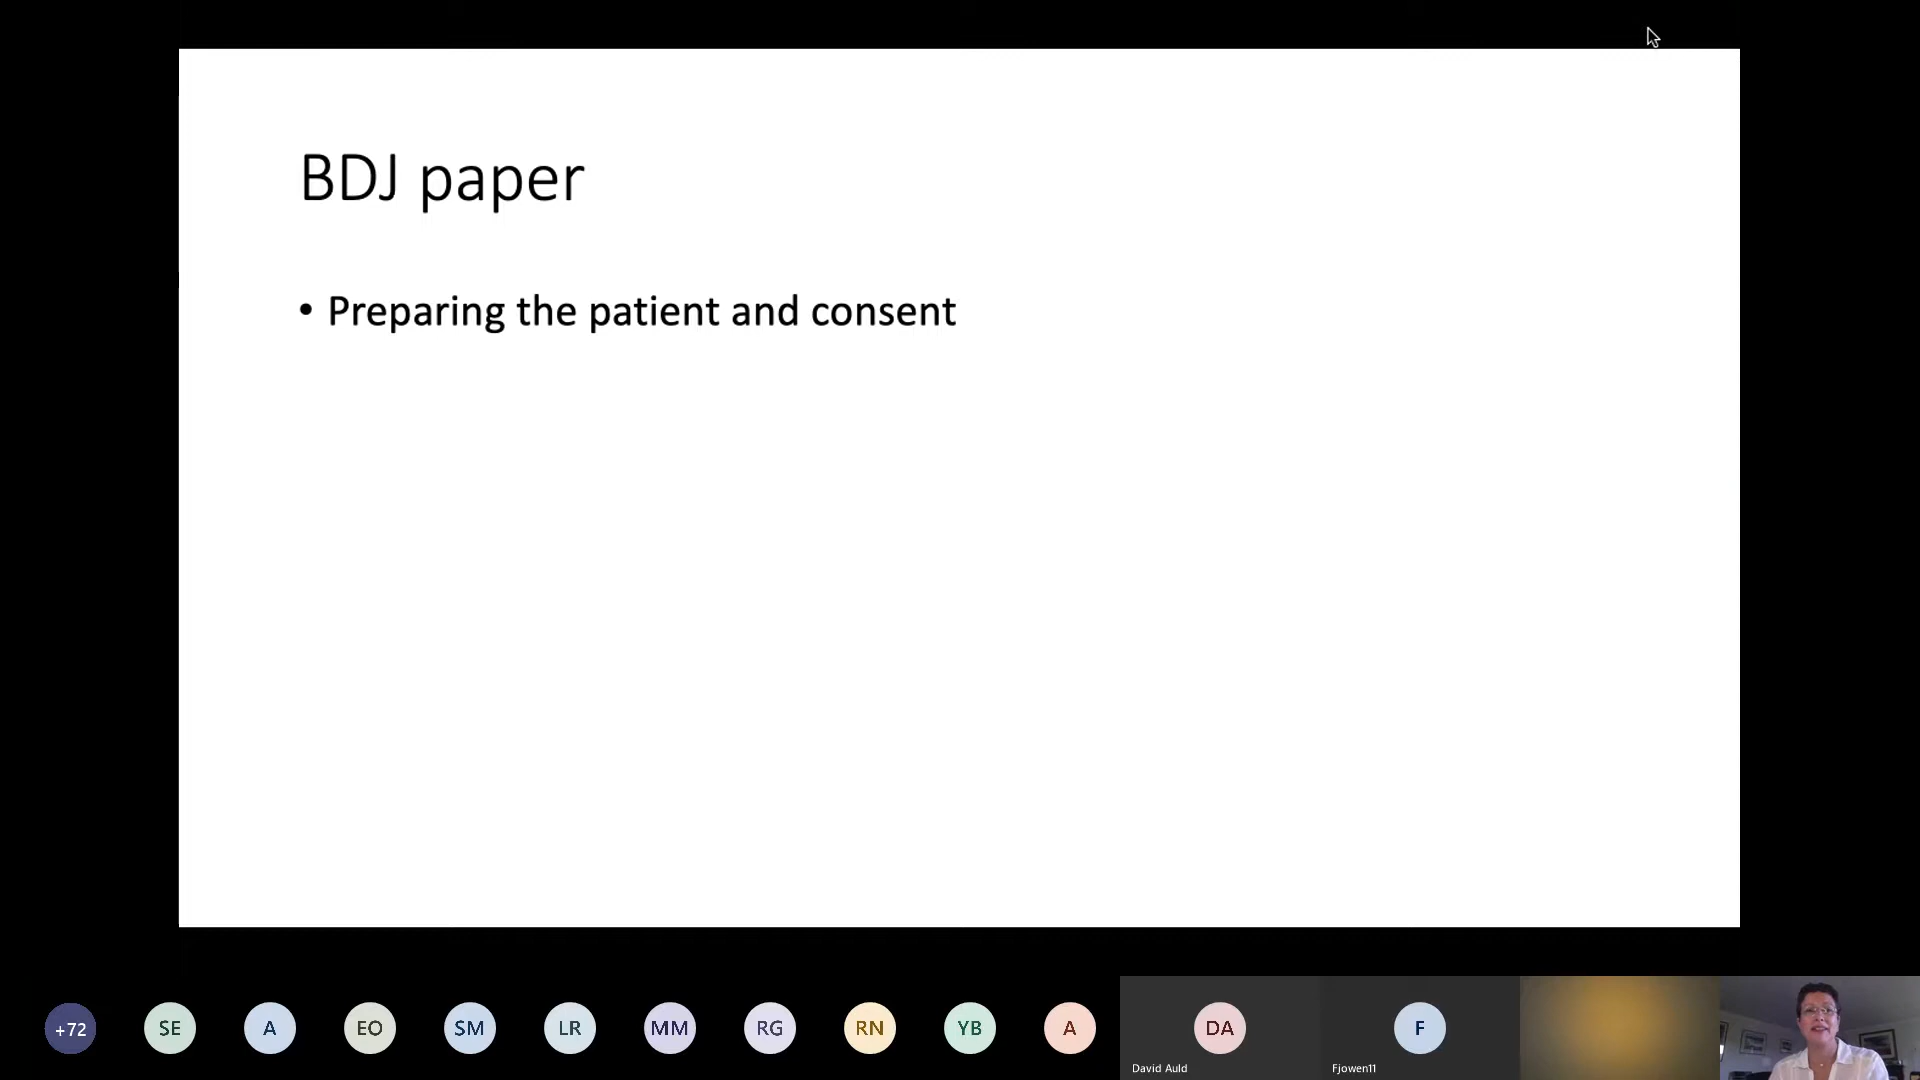 BDJ paper
• Preparing the patient and consent
+72
SE
A
EO
SM
LR
MM
RG
RN
YB
A
DA
F
David Auld
Fjowen11